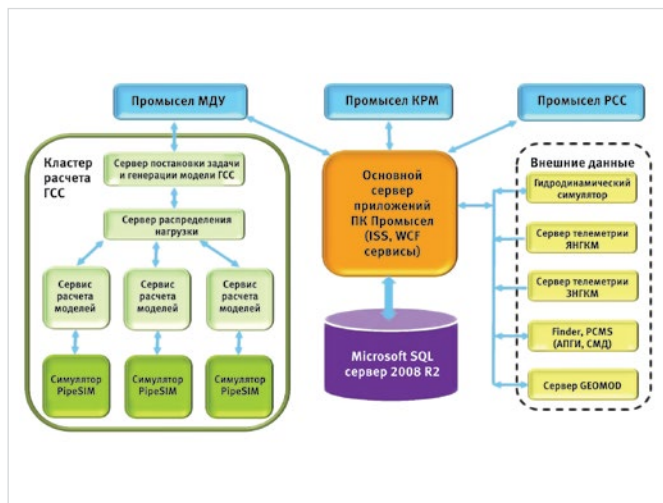 Промысел МДУ
Промысел КРМ
Промысел РСС
Кластер
расчета
ГСС
Сервер постановки задачи
и генерации модели ГСС
Сервер распределения
нагрузки
Сервис
расчета
моделей
Сервис
расчета
моделей
Сервис
расчета
моделей
Симулятор
PipeSIM
Симулятор
PipeSIM
Симулятор
PipeSIM
Основной
сервер
приложений
ПК Промысел
(ISS, WCF
сервисы)
Microsoft SQL
сервер 2008 R2
Внешние данные
Гидродинамический
симулятор
Сервер телеметрии
ЯНГКМ
Сервер телеметрии
ЗНГКМ
Finder, PCMS
(АПГИ, СМД)
Сервер GEOMOD